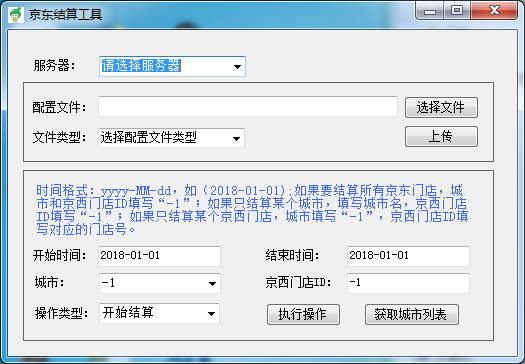 京东结算工具
服务器： 请选择服务器
配置文件： 选择文件
文件类型： 选择配置文件类型 上传
时间格式：yyyy-MM-dd，如（2018-01-01）;如果要结算所有京东门店，城
市和京西门店ID填写“-1”；如果只结算某个城市，填写城市名，京西门店
ID填写“-1”；如果只结算某个京西门店，城市填写“-1”，京西门店ID填
写对应的门店号。
开始时间： 2018-01-01 结束时间： 2018-01-01
城市： -1 京西门店ID： -1
操作类型： 开始结算 执行操作 获取城市列表